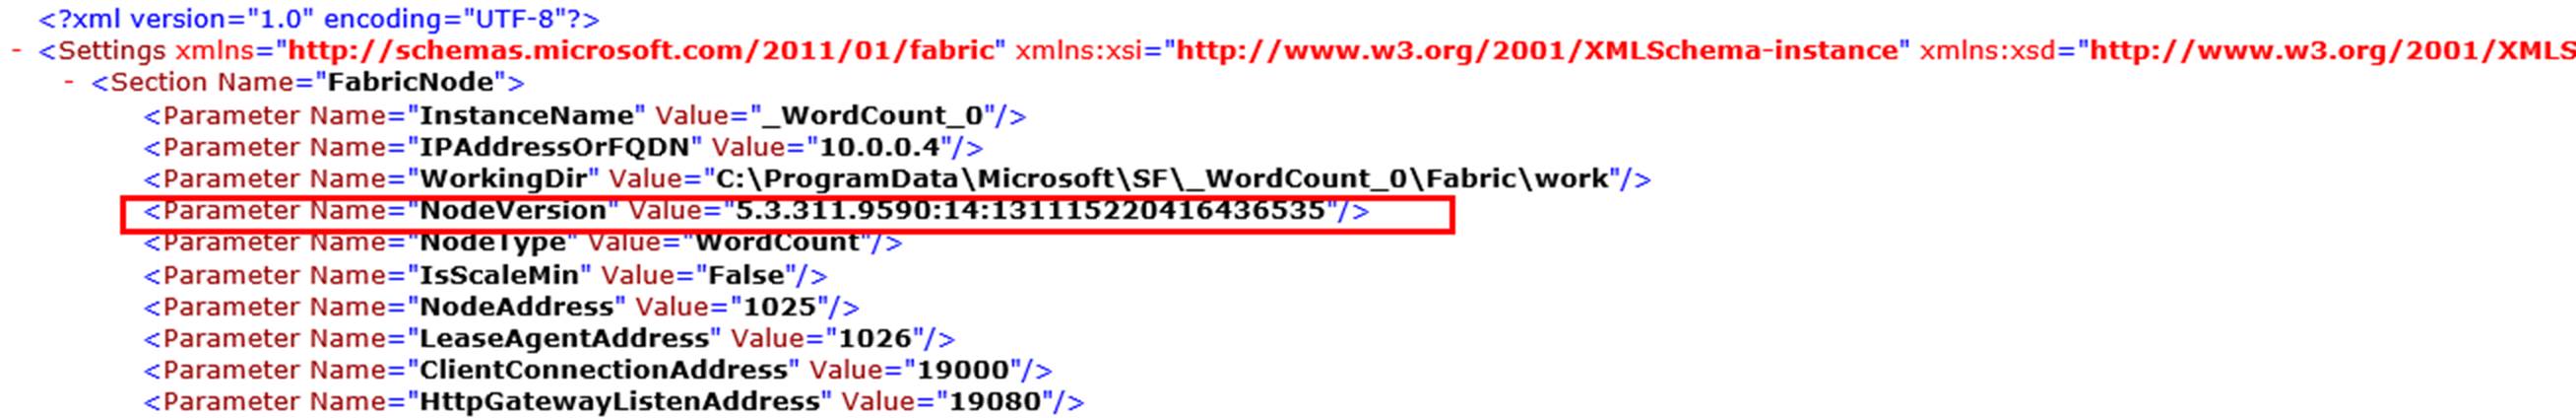 <?xml version="1.0" encoding="UTF-8"?>
- <Settings xmlns="http://schemas.microsoft.com/2011/01/fabric" xmlns:xsi="http://www.w3.org/2001/XMLSchema-instance" xmlns:xsd="http://www.w3.org/2001/XMLS
- <Section Name="FabricNode">
<Parameter Name="InstanceName" Value="_WordCount_0"/>
<Parameter Name="IPAddressOrFQDN" Value="10.0.0.4"/>
<Parameter Name="WorkingDir" Value="C:\ProgramData\Microsoft\SF\_WordCount_0\Fabric\work"/>
<Parameter Name="NodeVersion" Value="5.3.311.9590:14:131115220416436535"/>
<Parameter Name="NodeType" Value="WordCount"/>
<Parameter Name="IsScaleMin" Value="False"/>
<Parameter Name="NodeAddress" Value="1025"/>
<Parameter Name="LeaseAgentAddress" Value="1026"/>
<Parameter Name="ClientConnectionAddress" Value="19000"/>
<Parameter Name="HttpGatewayListenAddress" Value="19080"/>